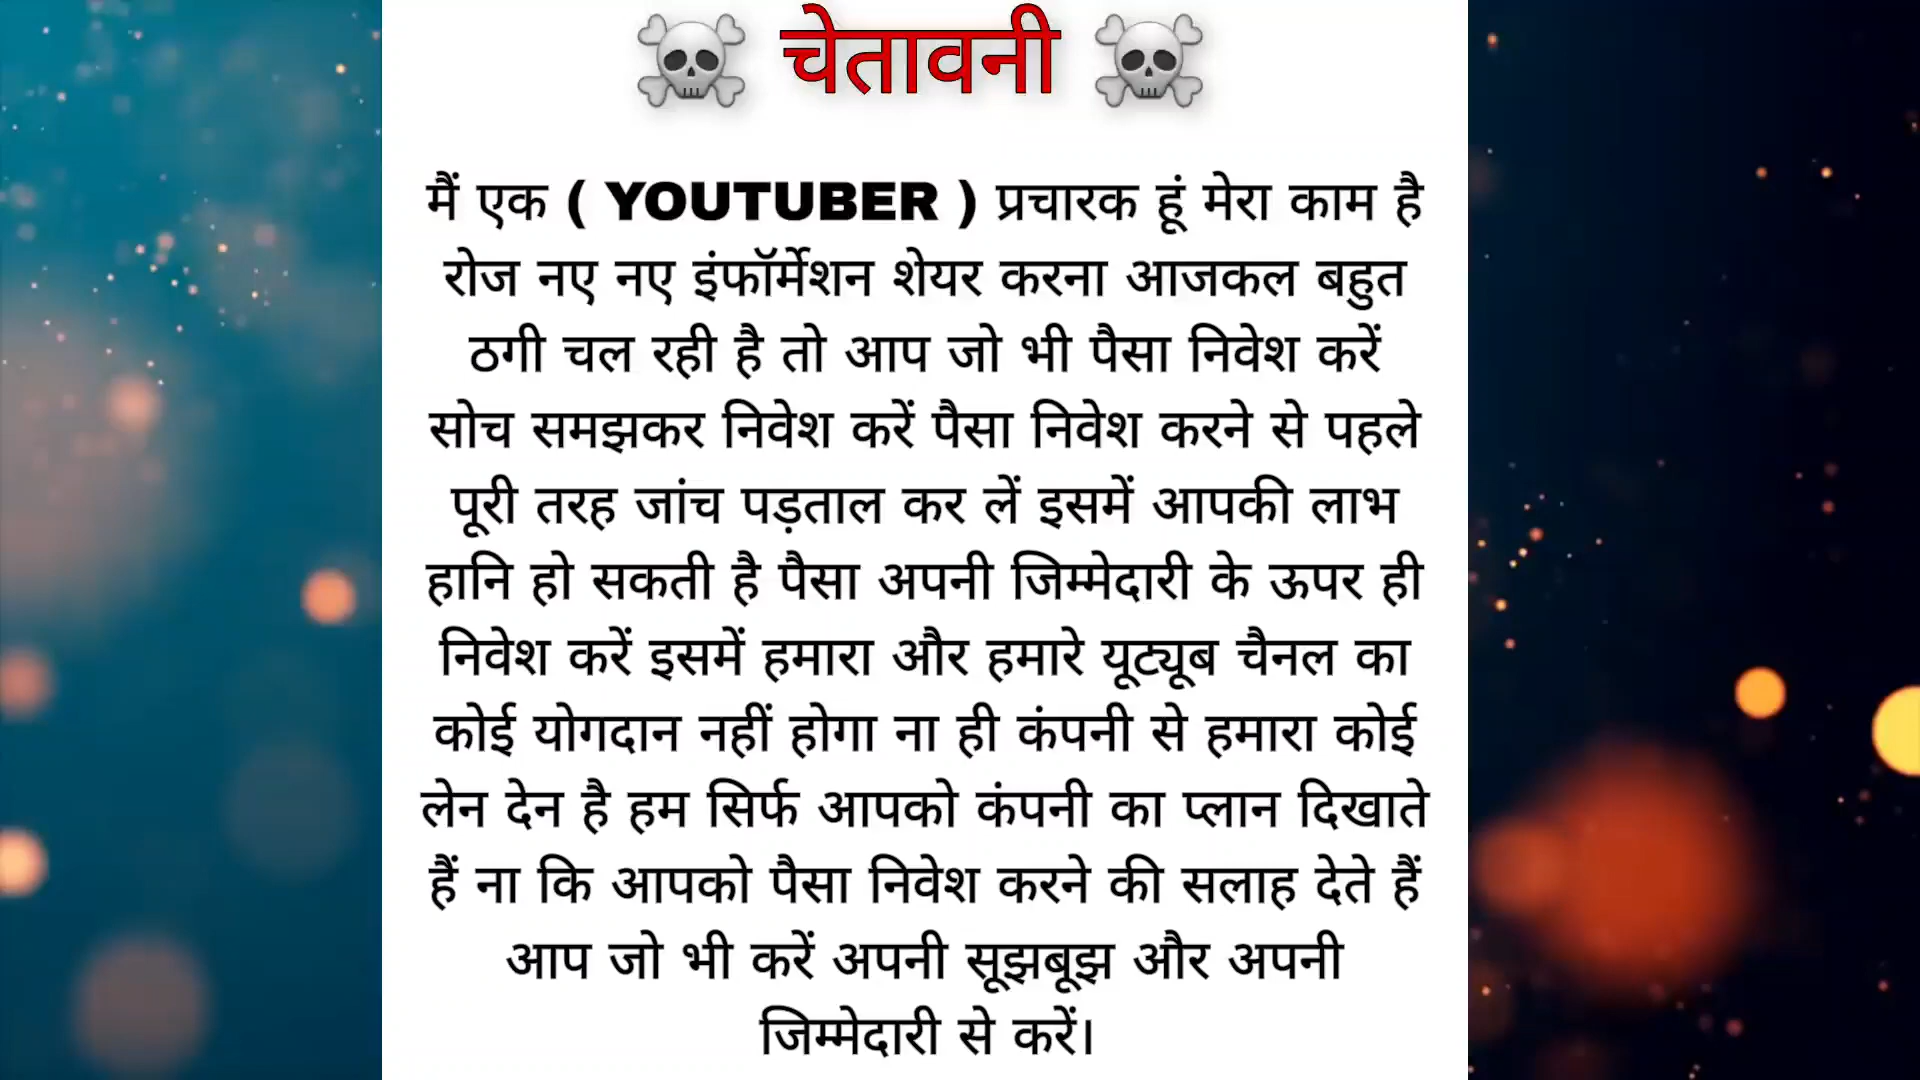 ☠ चेतावनी ☠
मैं एक ( YOUTUBER ) प्रचारक हूं मेरा काम है
रोज नए नए इंफॉर्मेशन शेयर करना आजकल बहुत
ठगी चल रही है तो आप जो भी पैसा निवेश करें
सोच समझकर निवेश करें पैसा निवेश करने से पहले
पूरी तरह जांच पड़ताल कर लें इसमें आपकी लाभ
हानि हो सकती है पैसा अपनी जिम्मेदारी के ऊपर ही
निवेश करें इसमें हमारा और हमारे यूट्यूब चैनल का
कोई योगदान नहीं होगा ना ही कंपनी से हमारा कोई
लेन देन है हम सिर्फ आपको कंपनी का प्लान दिखाते
हैं ना कि आपको पैसा निवेश करने की सलाह देते हैं
आप जो भी करें अपनी सूझबूझ और अपनी
जिम्मेदारी से करें।